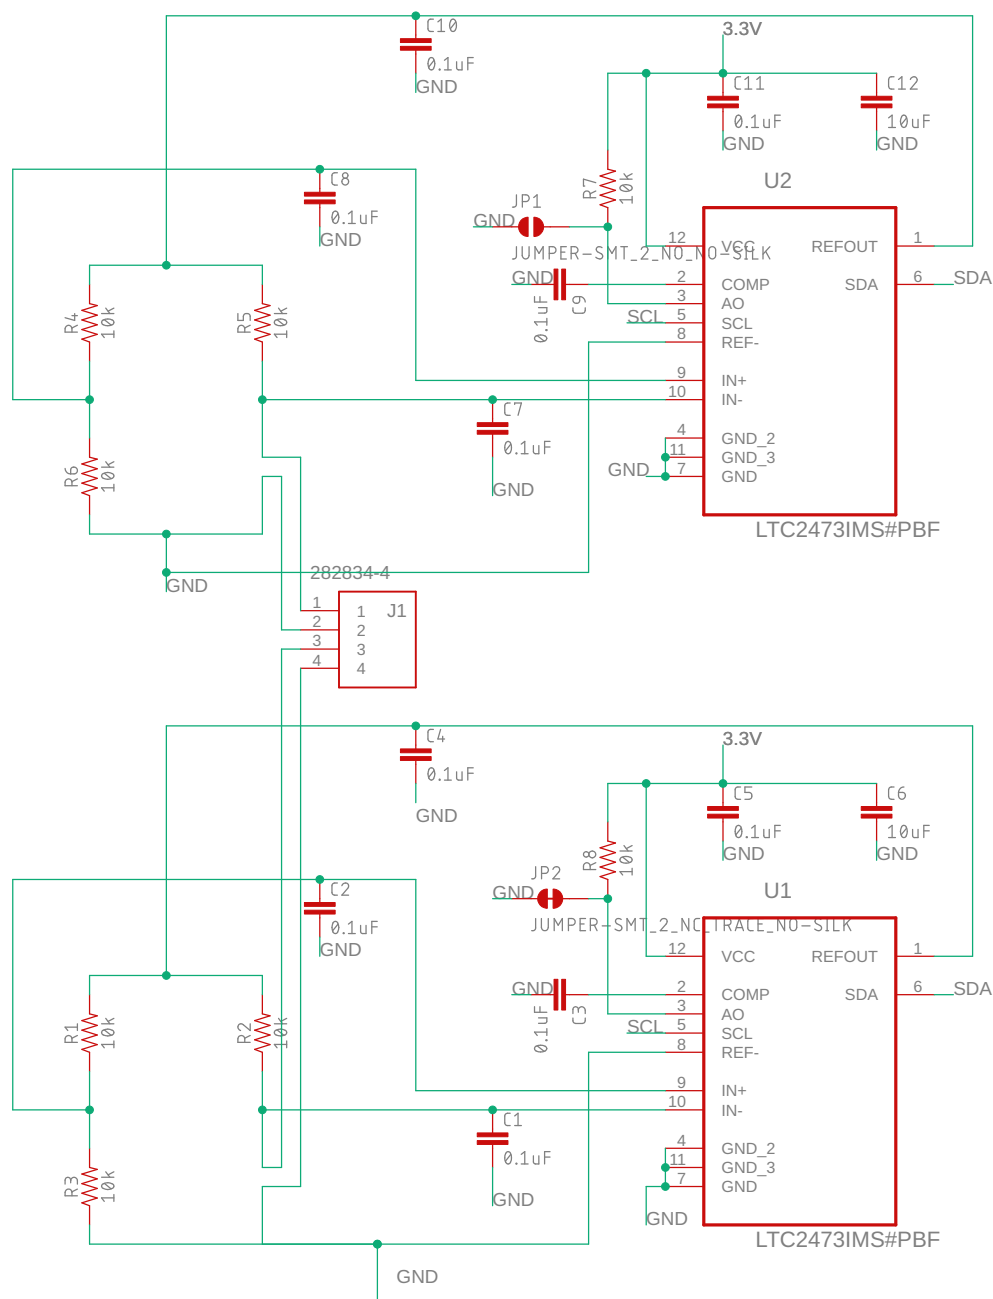 C10
0.1uF
GND
3.3V
C11
0.1uF
GND
C12
10uF
GND
C8
0.1uF
GND
R7
10k
U2
JP1
GND
JUMPER-SMT_2_NO_NO-SILK
GND
0.1uF
C9
SCL
12
2
3
5
8
9
10
4
11
7
VCC
COMP
AO
SCL
REF-
IN+
IN-
GND_2
GND_3
GND
REFOUT
SDA
1
6
SDA
GND
LTC2473IMS#PBF
R4
10k
R5
10k
R6
10k
C7
0.1uF
GND
GND
282834-4
1
2
3
4
1
2
3
4
J1
C4
0.1uF
GND
3.3V
C5
0.1uF
GND
C6
10uF
GND
C2
0.1uF
GND
R8
10k
U1
JP2
GND
JUMPER-SMT_2_NC_TRACE_NO-SILK
GND
0.1uF
C3
SCL
12
2
3
5
8
9
10
4
11
7
VCC
COMP
AO
SCL
REF-
IN+
IN-
GND_2
GND_3
GND
REFOUT
SDA
1
6
SDA
GND
LTC2473IMS#PBF
R1
10k
R2
10k
R3
10k
C1
0.1uF
GND
GND